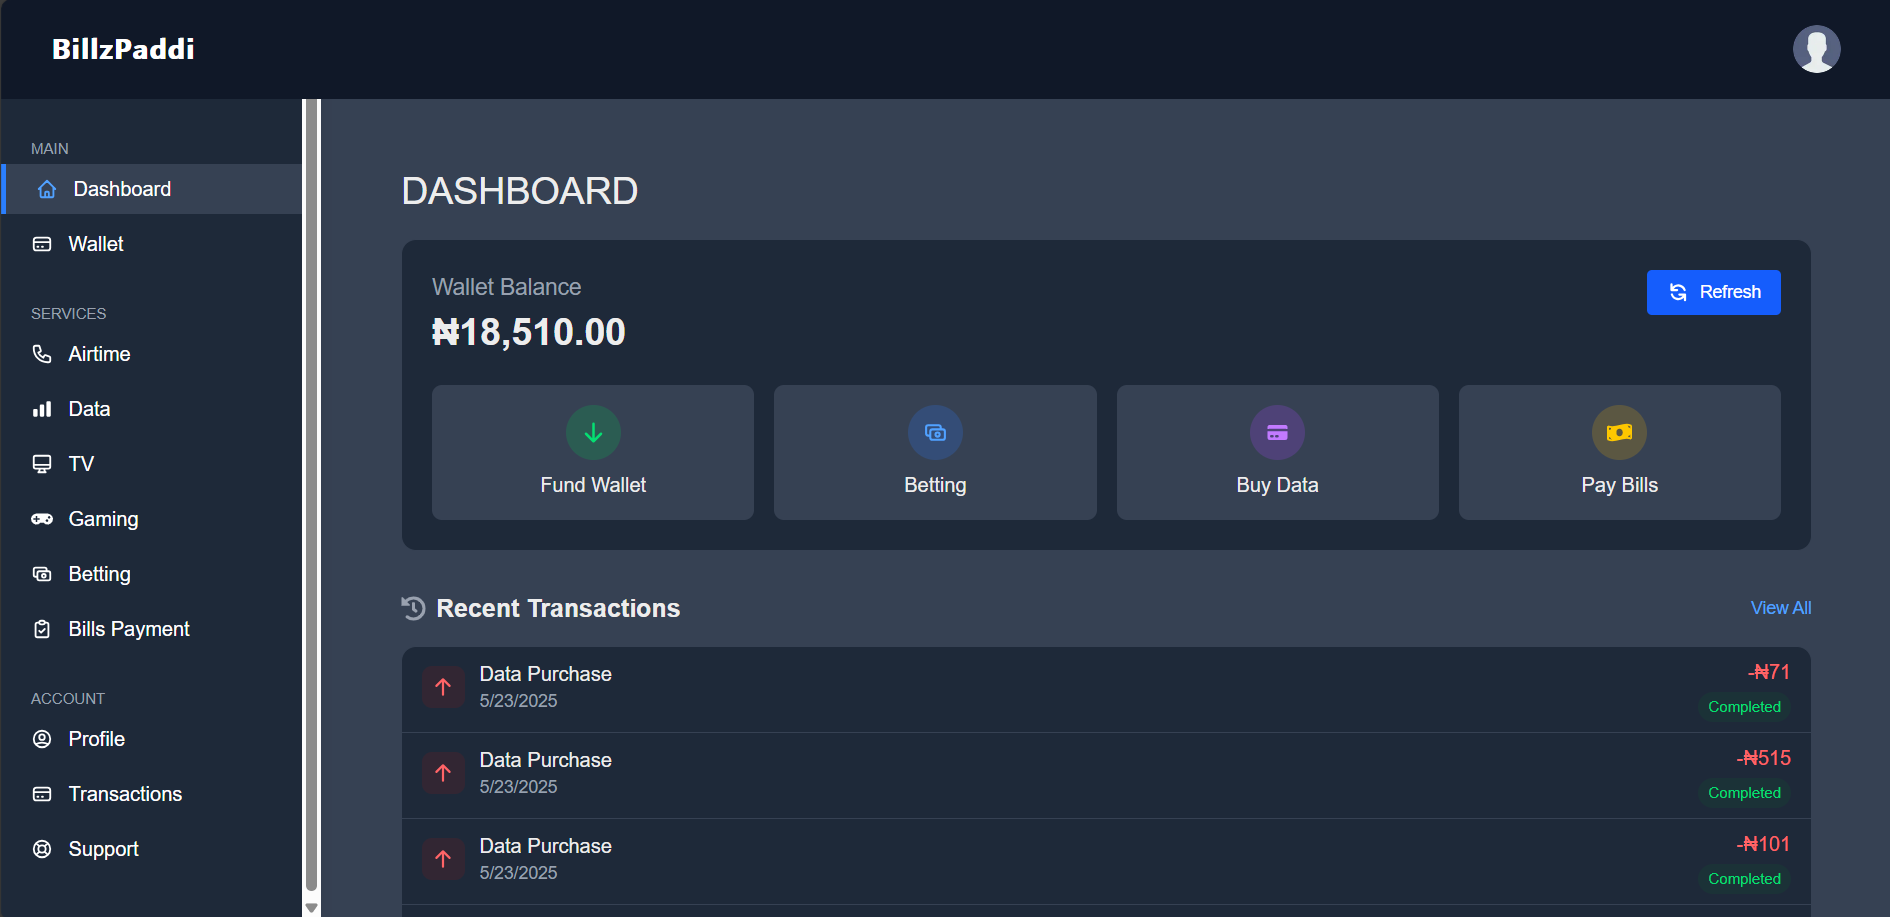 BillzPaddi
MAIN
Dashboard
Wallet
SERVICES
Airtime
Data
TV
Gaming
Betting
Bills Payment
ACCOUNT
Profile
Transactions
Support
DASHBOARD
Wallet Balance
₦18,510.00
Refresh
Fund Wallet
Betting
Buy Data
Pay Bills
Recent Transactions
View All
Data Purchase
-₦71
5/23/2025
Completed
Data Purchase
-₦515
5/23/2025
Completed
Data Purchase
-₦101
5/23/2025
Completed